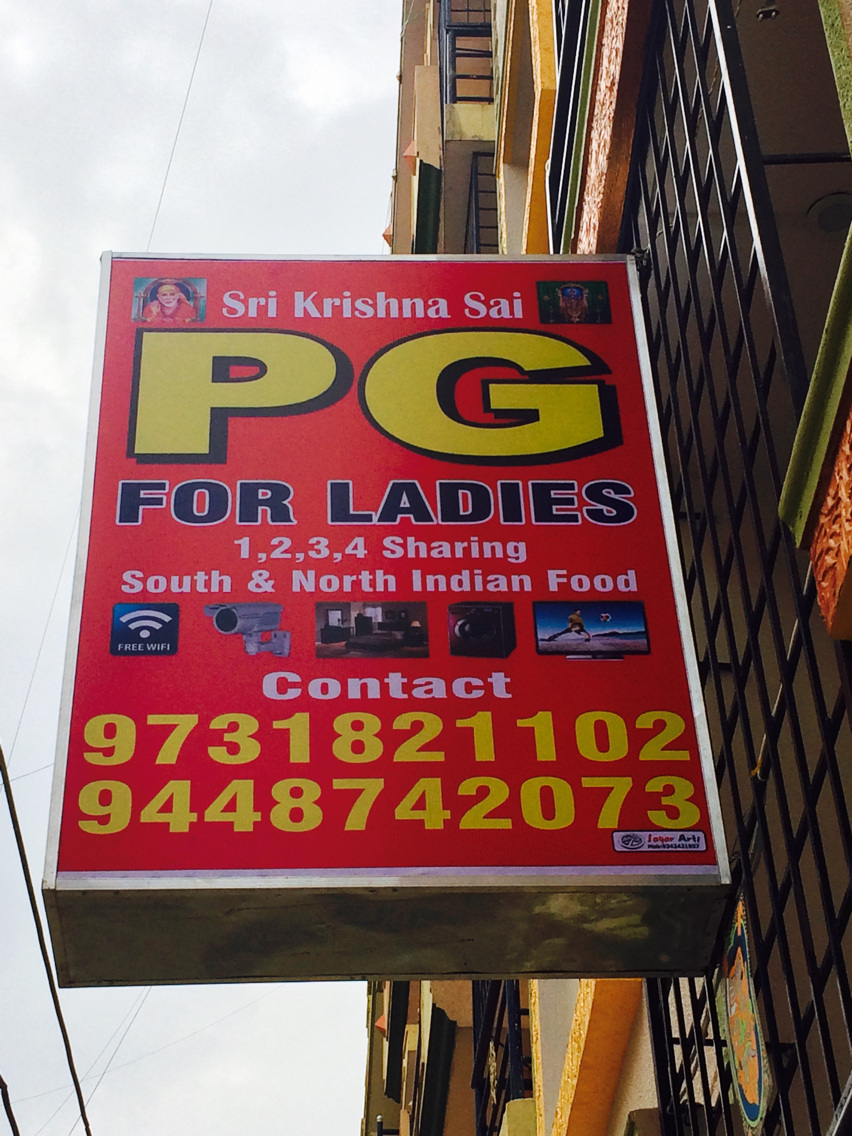 Sri Krishna Sai
PG
FOR LADIES
1,2,3,4 Sharing
South & North Indian Food
FREE WIFI
Contact
9731821102
9448742073
Arts